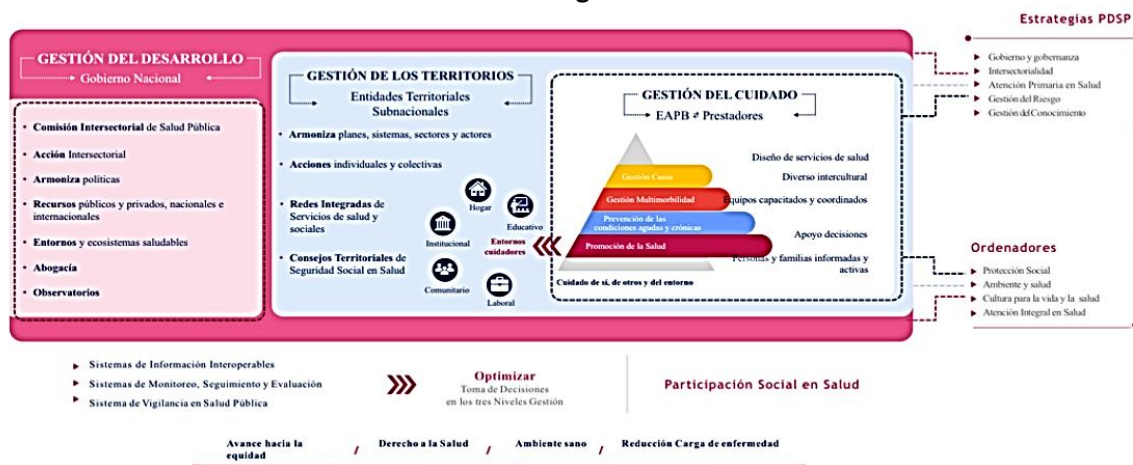 Estrategias PDSP
Gobierno y gobernanza
Intersectorialidad
Atención Primaria en Salud
Gestión del Riesgo
Gestión del Conocimiento
GESTIÓN DEL DESARROLLO
Gobierno Nacional
• Comisión Intersectorial de Salud Pública
• Acción Intersectorial
• Armoniza políticas
• Recursos públicos y privados, nacionales e
internacionales
• Entornos y ecosistemas saludables
• Abogacía
• Observatorios
GESTIÓN DE LOS TERRITORIOS
Entidades Territoriales
Subnacionales
• Armoniza planes, sistemas, sectores y actores
• Acciones individuales y colectivas
• Redes Integradas de
Servicios de salud y
sociales
• Consejos Territoriales de
Seguridad Social en Salud
Hogar
Educativo
Institucional
Entornos
cuidadores
Comunitario
Laboral
GESTIÓN DEL CUIDADO
EAPB ⇄ Prestadores
Gestión Casos
Gestión Multimorbilidad
Prevención de las
condiciones agudas y crónicas
Promoción de la Salud
Cuidado de ti, de otros y del entorno
Diseño de servicios de salud
Diverso intercultural
Equipos capacitados y coordinados
Apoyo decisiones
Personas y familias informadas y
activas
Ordenadores
Protección Social
Ambiente y salud
Cultura para la vida y la salud
Atención Integral en Salud
Sistemas de Información Interoperables
Sistemas de Monitoreo, Seguimiento y Evaluación
Sistema de Vigilancia en Salud Pública
Optimizar
Toma de Decisiones
en los tres Niveles Gestión
Participación Social en Salud
Avance hacia la
equidad
/ Derecho a la Salud / Ambiente sano / Reducción Carga de enfermedad